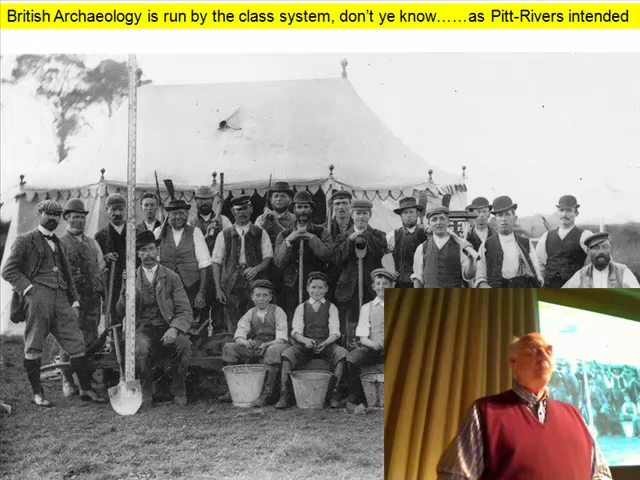 British Archaeology is run by the class system, don't ye know……as Pitt-Rivers intended